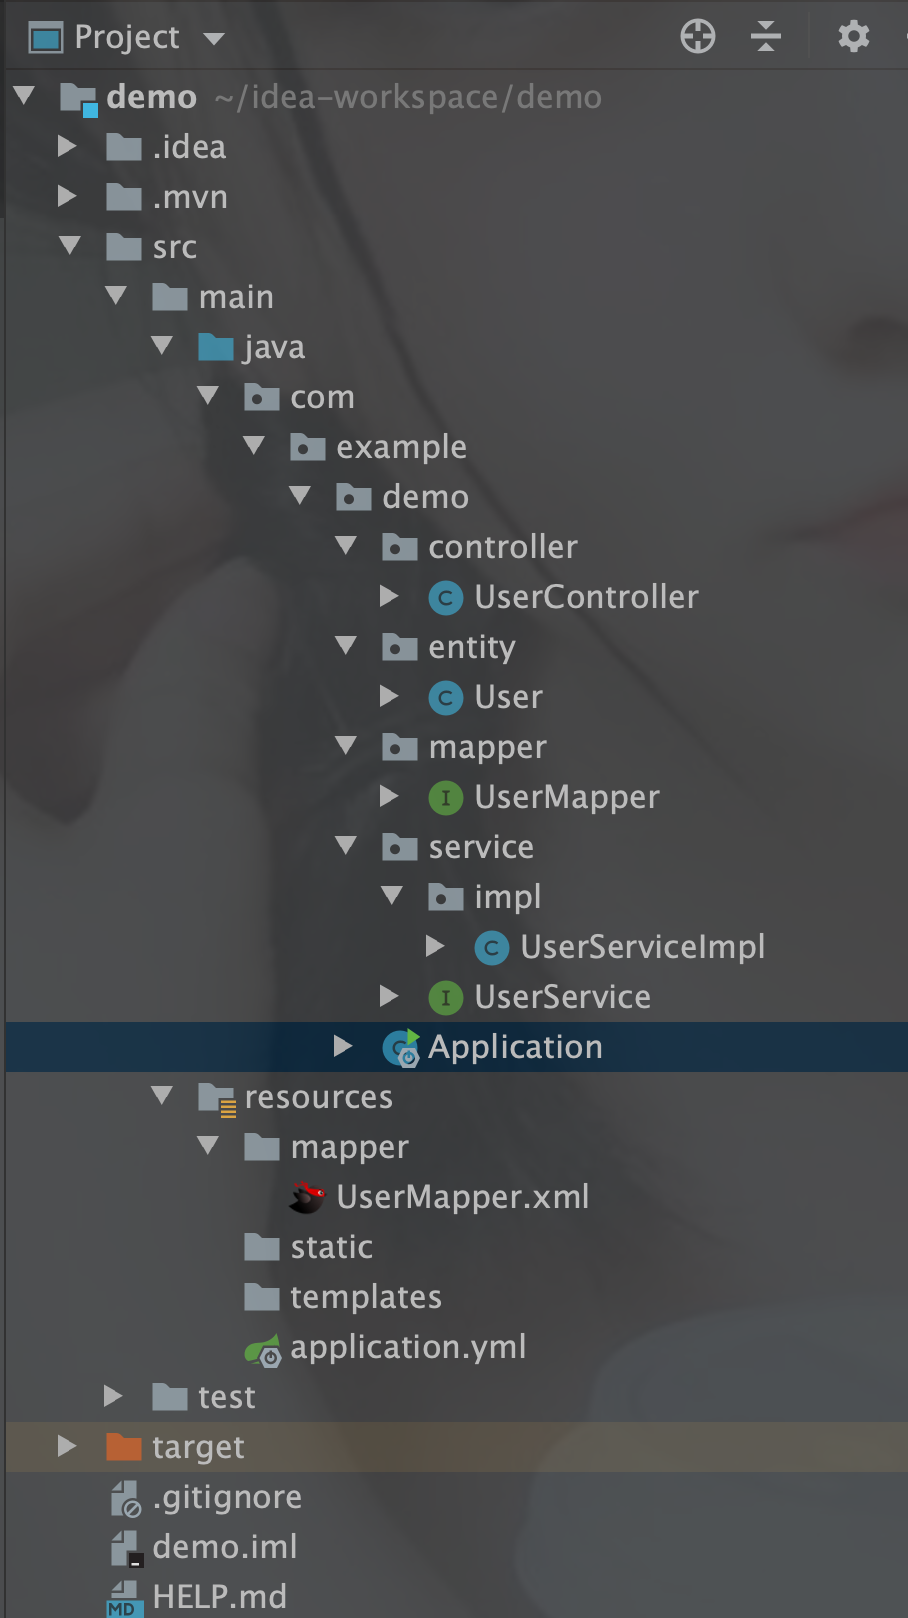 Project
demo ~/idea-workspace/demo
.idea
.mvn
src
main
java
com
example
demo
controller
C UserController
entity
C User
mapper
I UserMapper
service
impl
C UserServiceImpl
I UserService
C Application
resources
mapper
UserMapper.xml
static
templates
application.yml
test
target
.gitignore
demo.iml
MD HELP.md